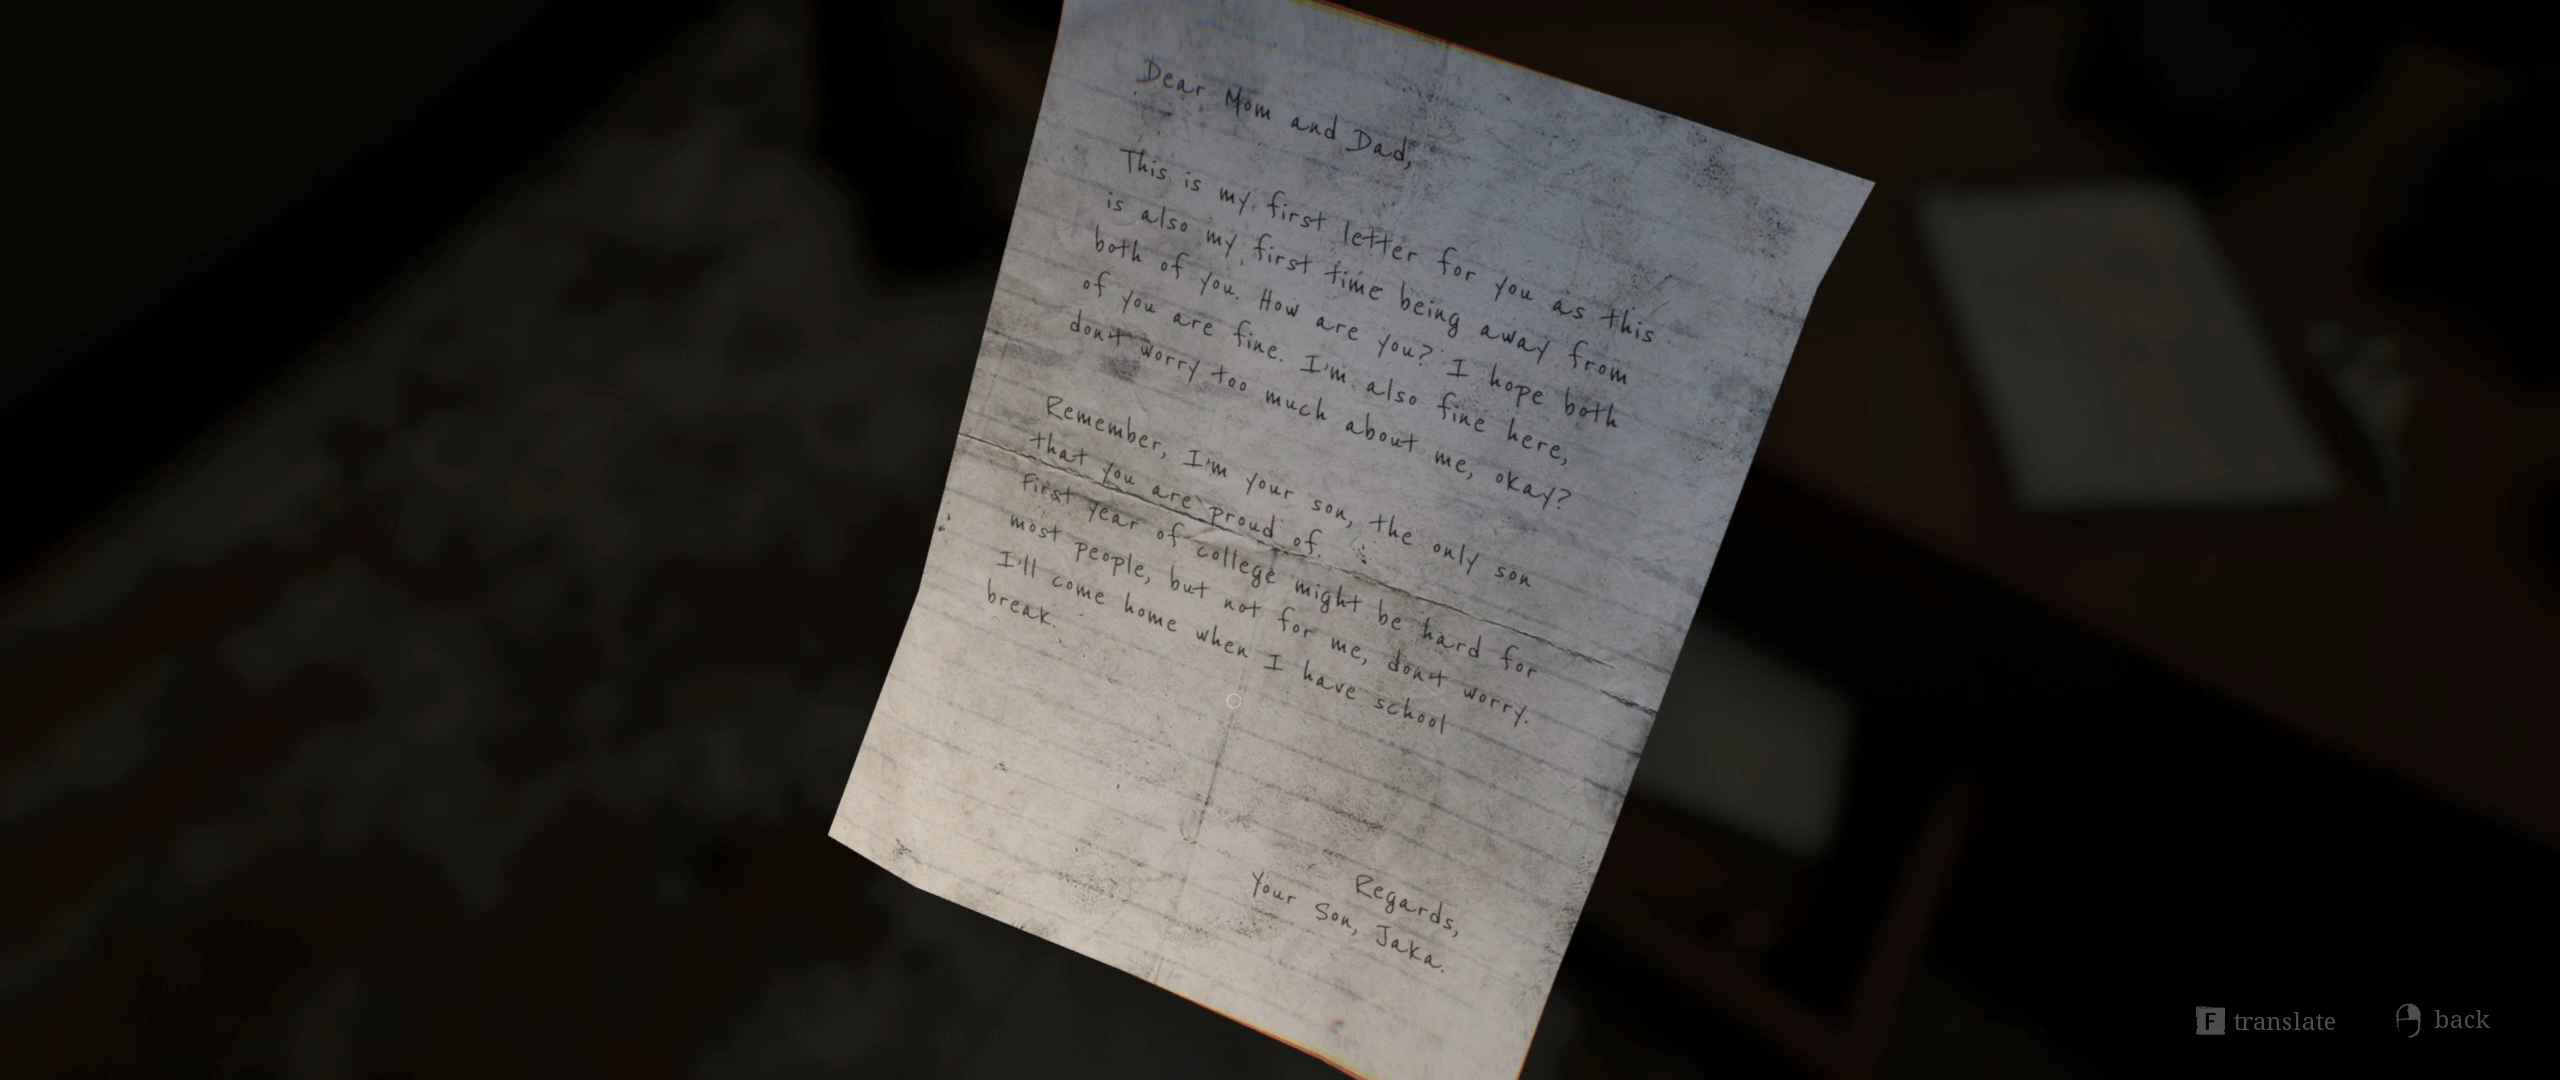 Dear Mom and Dad,
This is my first letter for you as this
is also my first time being away from
both of you. How are you? I hope both
of you are fine. I'm also fine here,
don't worry too much about me, okay?
Remember, I'm your son, the only son
that you are proud of.
First year of college might be hard for
most people, but not for me, don't worry.
I'll come home when I have school
break.
Regards,
Your Son, Jaka.
F translate
back